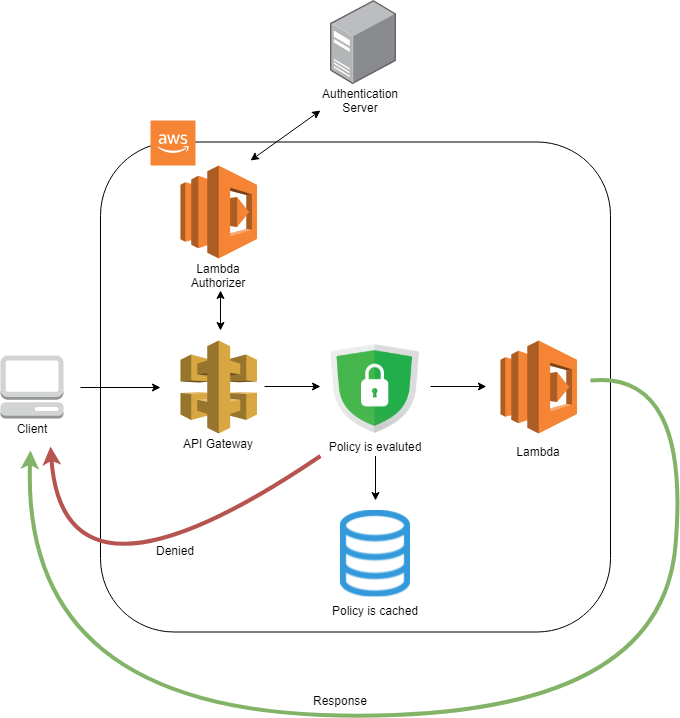 Authentication
Server
aws
Lambda
Authorizer
Client
API Gateway
Policy is evaluted
Lambda
Denied
Policy is cached
Response